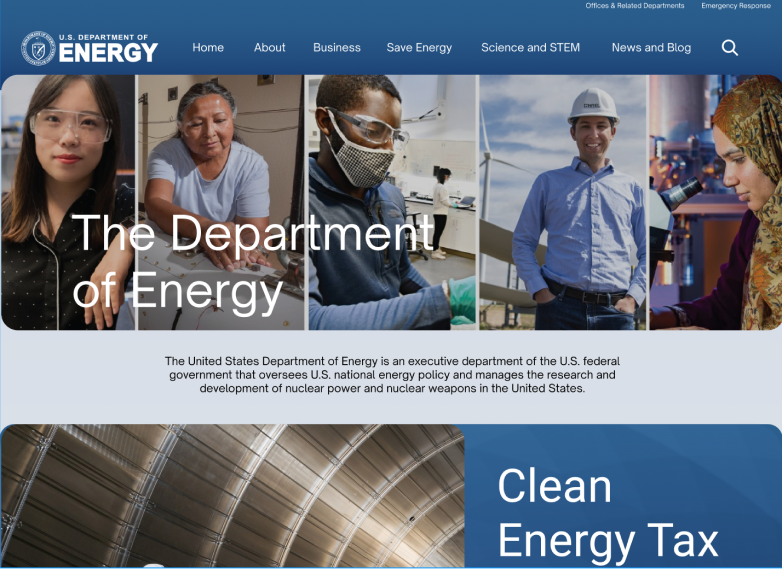 Offices & Related Departments Emergency Response
U.S. DEPARTMENT OF
ENERGY
Home About Business Save Energy Science and STEM News and Blog
The Department
of Energy
The United States Department of Energy is an executive department of the U.S. federal
government that oversees U.S. national energy policy and manages the research and
development of nuclear power and nuclear weapons in the United States.
Clean
Energy Tax